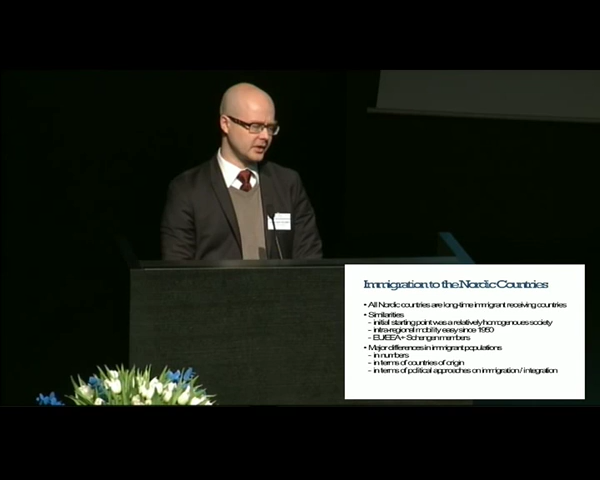 Immigration to the Nordic Countries
• All Nordic countries are long-time immigrant receiving countries
• Similarities
- initial starting point was a relatively homogenoues society
- intra-regional mobility easy since 1950
- EU/EEA + Schengen members
• Major differences in immigrant populations
- in numbers
- in terms of countries of origin
- in terms of political approaches on immigration / integration